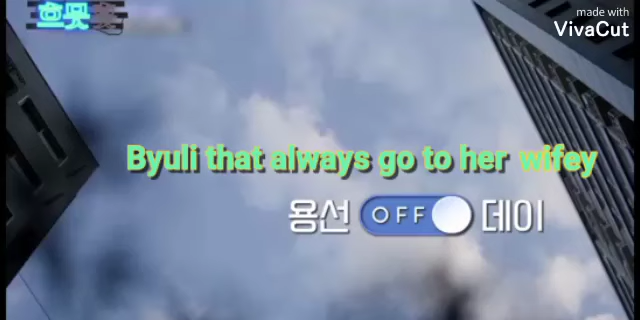 made with
VivaCut
Byuli that always go to her wifey
용선 OFF 데이